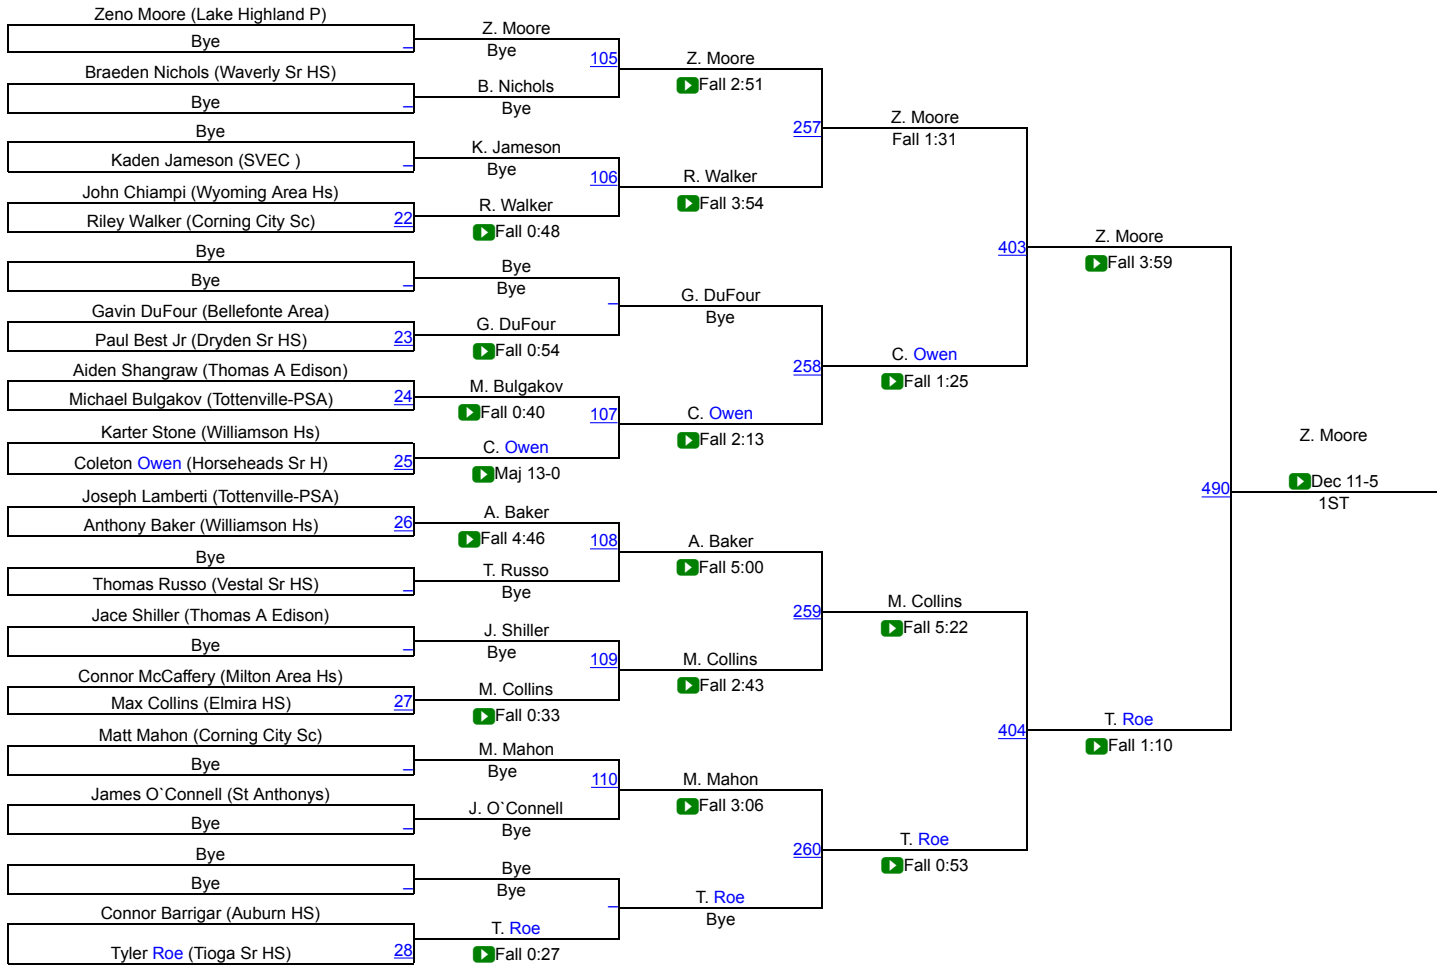 Zeno Moore (Lake Highland P)
Bye
Braeden Nichols (Waverly Sr HS)
Bye
Bye
Kaden Jameson (SVEC )
John Chiampi (Wyoming Area Hs)
Riley Walker (Corning City Sc) 22
Bye
Bye
Gavin DuFour (Bellefonte Area)
Paul Best Jr (Dryden Sr HS) 23
Aiden Shangraw (Thomas A Edison)
Michael Bulgakov (Tottenville-PSA) 24
Karter Stone (Williamson Hs)
Coleton Owen (Horseheads Sr H) 25
Joseph Lamberti (Tottenville-PSA)
Anthony Baker (Williamson Hs) 26
Bye
Thomas Russo (Vestal Sr HS)
Jace Shiller (Thomas A Edison)
Bye
Connor McCaffery (Milton Area Hs)
Max Collins (Elmira HS) 27
Matt Mahon (Corning City Sc)
Bye
James O`Connell (St Anthonys)
Bye
Bye
Bye
Connor Barrigar (Auburn HS)
Tyler Roe (Tioga Sr HS) 28
Z. Moore
Bye
105
B. Nichols
Bye
K. Jameson
Bye
106
R. Walker
Fall 0:48
Bye
Bye
G. DuFour
Fall 0:54
M. Bulgakov
Fall 0:40
107
C. Owen
Maj 13-0
A. Baker
Fall 4:46
108
T. Russo
Bye
J. Shiller
Bye
109
M. Collins
Fall 0:33
M. Mahon
Bye
110
J. O`Connell
Bye
Bye
Bye
T. Roe
Fall 0:27
Z. Moore
Fall 2:51
257
R. Walker
Fall 3:54
G. DuFour
Bye
258
C. Owen
Fall 2:13
A. Baker
Fall 5:00
259
M. Collins
Fall 2:43
M. Mahon
Fall 3:06
260
T. Roe
Bye
Z. Moore
Fall 1:31
403
C. Owen
Fall 1:25
M. Collins
Fall 5:22
404
T. Roe
Fall 0:53
Z. Moore
Fall 3:59
490
T. Roe
Fall 1:10
Z. Moore
Dec 11-5
1ST